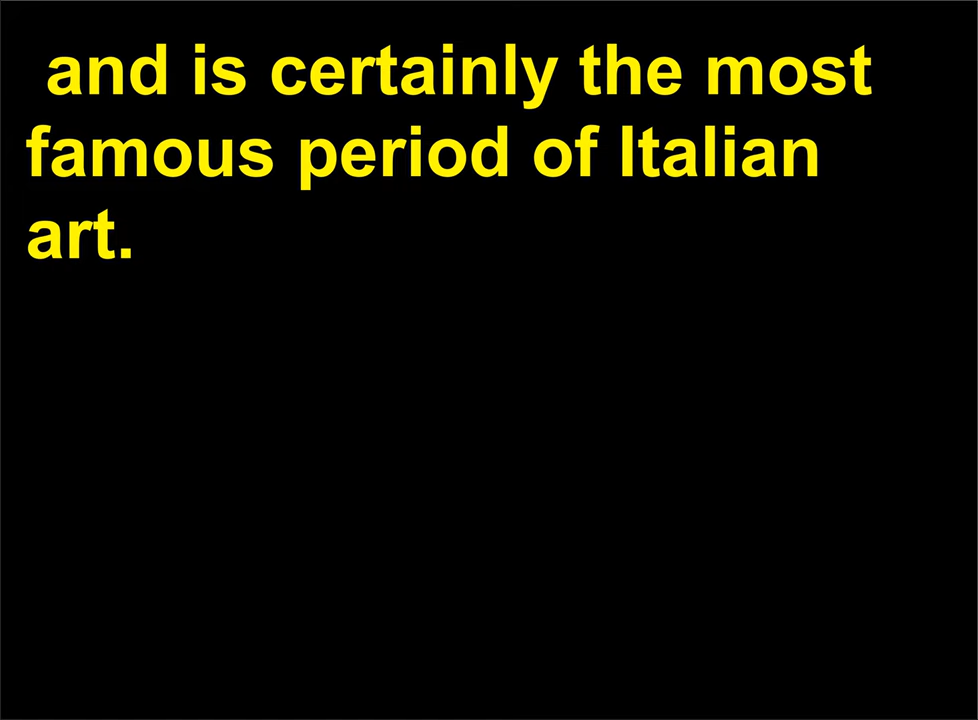 and is certainly the most
famous period of Italian
art.